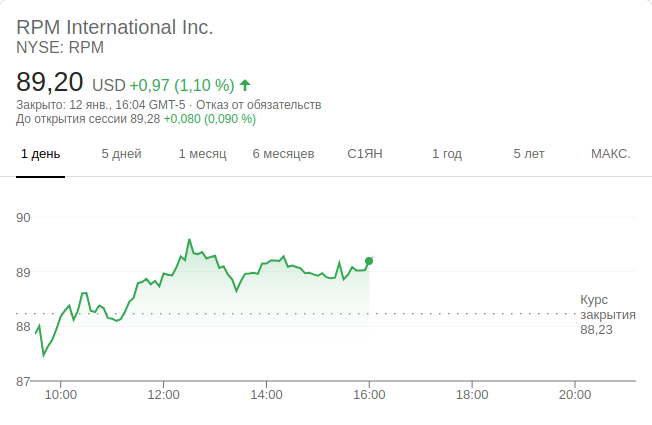 RPM International Inc.
NYSE: RPM
89,20 USD +0,97 (1,10 %)
Закрыто: 12 янв., 16:04 GMT-5 · Отказ от обязательств
До открытия сессии 89,28 +0,080 (0,090 %)
1 день 5 дней 1 месяц 6 месяцев С1ЯН 1 год 5 лет МАКС.
90
89
Курс
закрытия
88,23
88
87
10:00 12:00 14:00 16:00 18:00 20:00